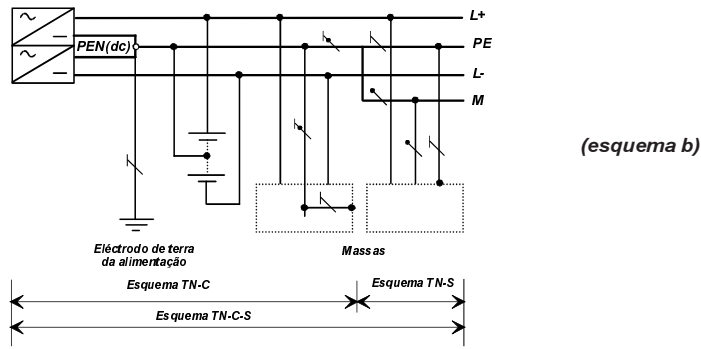 L+
PEN(dc)
PE
L-
M
(esquema b)
Eléctrodo de terra
da alimentação
Massas
Esquema TN-C
Esquema TN-S
Esquema TN-C-S